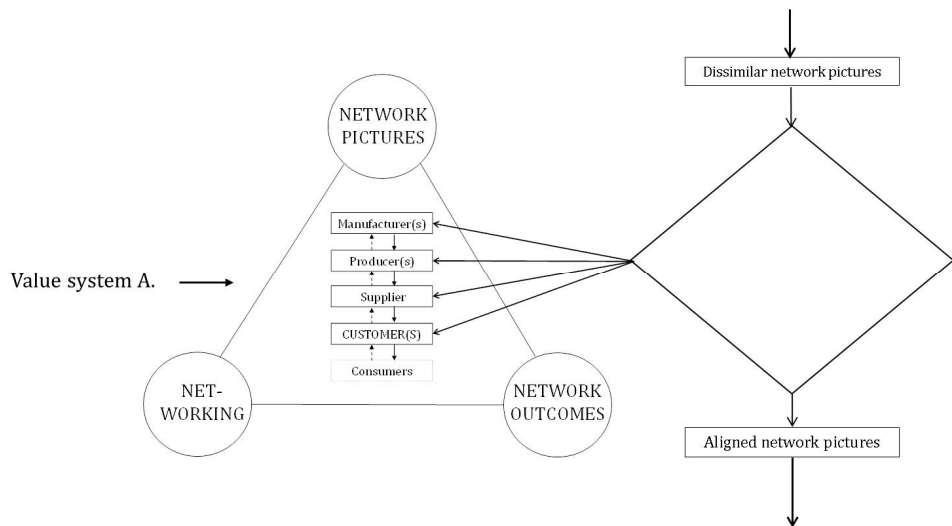 NETWORK
PICTURES
Manufacturer(s)
Producer(s)
Supplier
CUSTOMER(S)
Consumers
Value system A.
NET-
WORKING
NETWORK
OUTCOMES
Dissimilar network pictures
Aligned network pictures